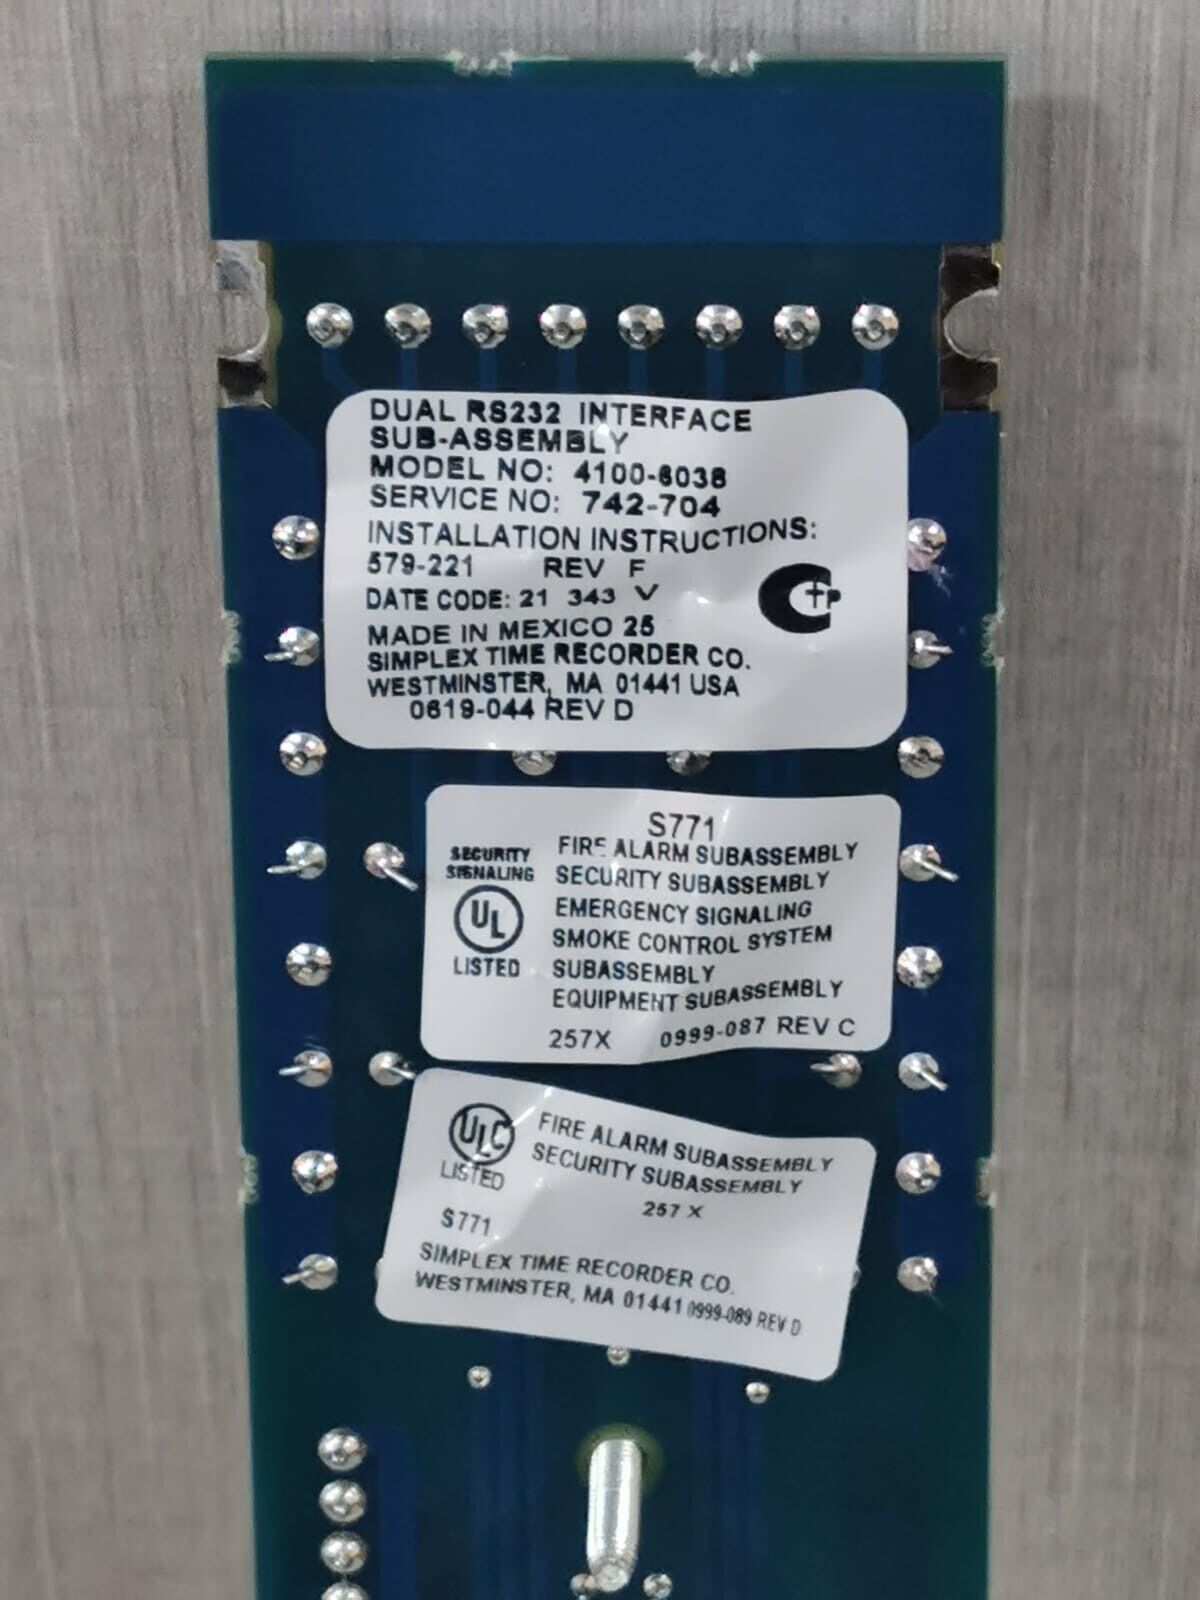 DUAL RS232 INTERFACE
SUB-ASSEMBLY
MODEL NO: 4100-6038
SERVICE NO: 742-704
INSTALLATION INSTRUCTIONS:
579-221 REV F
DATE CODE: 21 343 V
MADE IN MEXICO 25
SIMPLEX TIME RECORDER CO.
WESTMINSTER, MA 01441 USA
0619-044 REV D
C tp
S771
SECURITY
SIGNALING
UL
LISTED
FIRE ALARM SUBASSEMBLY
SECURITY SUBASSEMBLY
EMERGENCY SIGNALING
SMOKE CONTROL SYSTEM
SUBASSEMBLY
EQUIPMENT SUBASSEMBLY
257X 0999-087 REV C
ULC
LISTED
FIRE ALARM SUBASSEMBLY
SECURITY SUBASSEMBLY
257 X
S771
SIMPLEX TIME RECORDER CO.
WESTMINSTER, MA 01441 0999-089 REV D